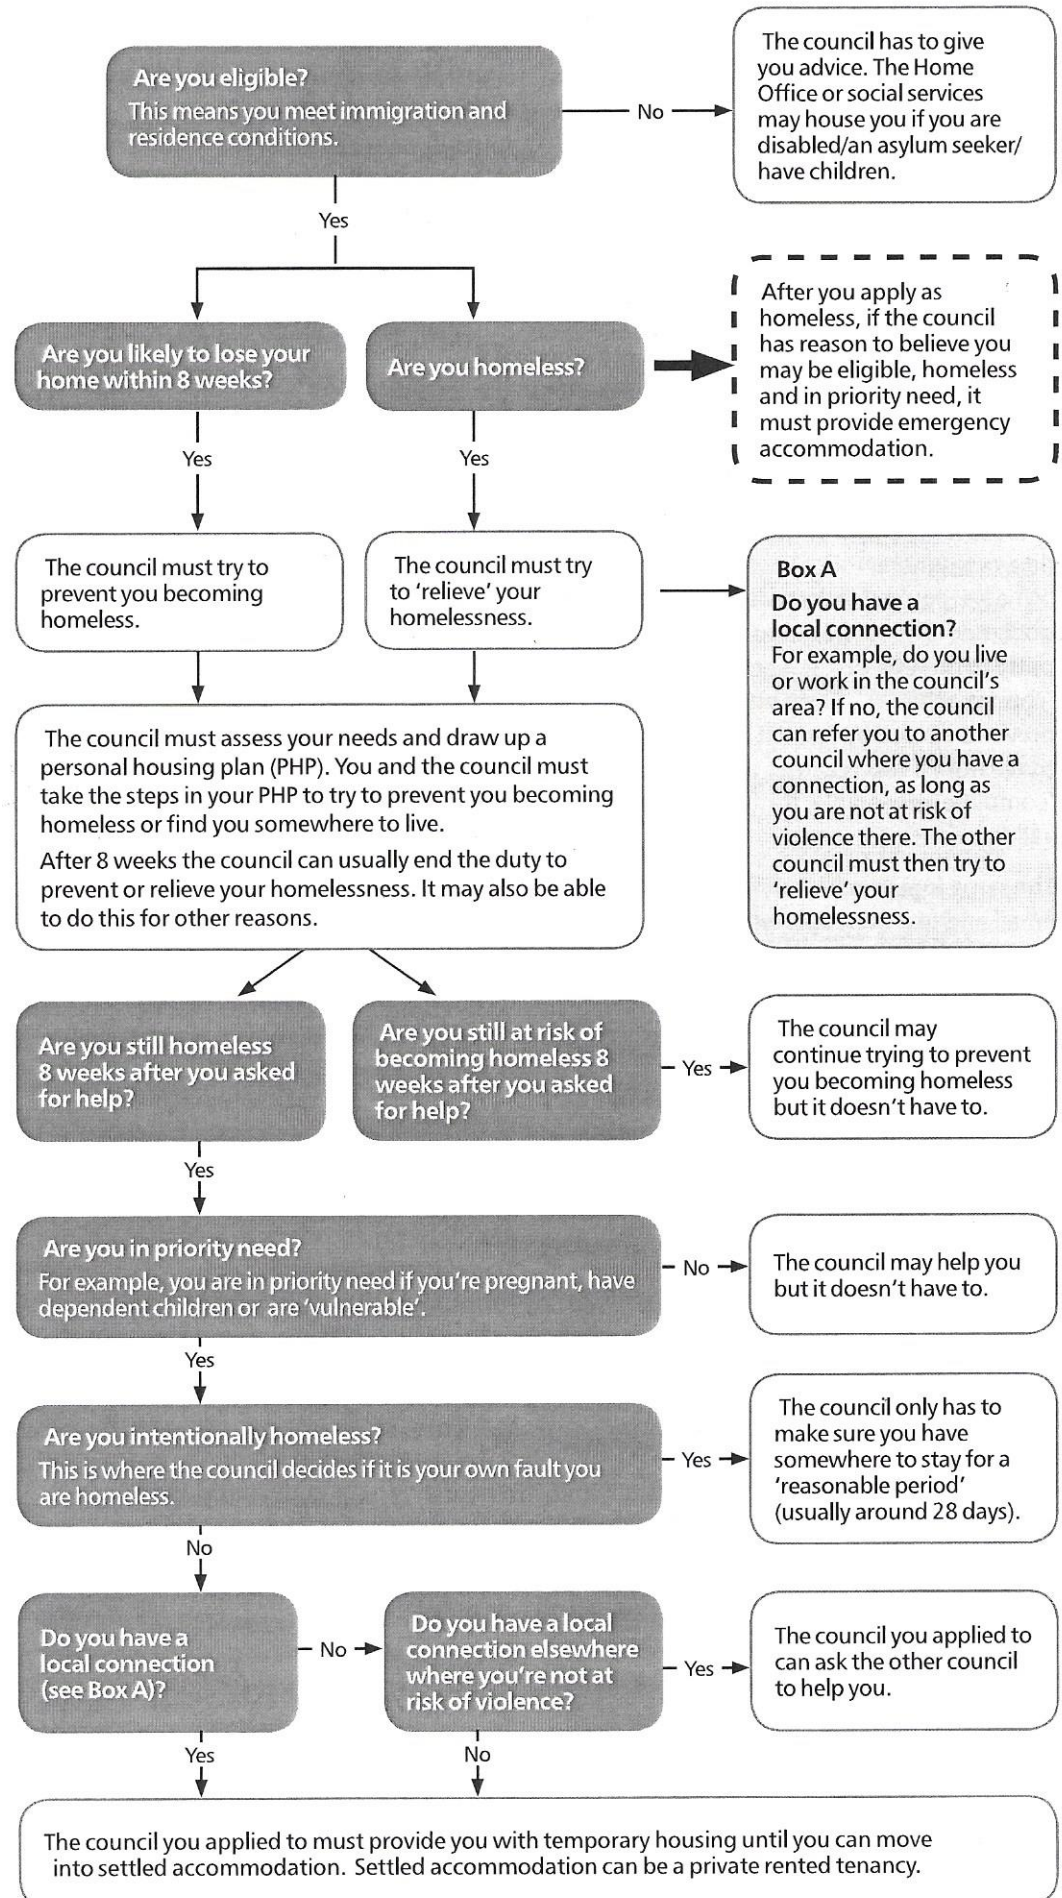 Are you eligible?
This means you meet immigration and
residence conditions.
No
The council has to give
you advice. The Home
Office or social services
may house you if you are
disabled/an asylum seeker/
have children.
Yes
Are you likely to lose your
home within 8 weeks?
Are you homeless?
After you apply as
homeless, if the council
has reason to believe you
may be eligible, homeless
and in priority need, it
must provide emergency
accommodation.
Yes
Yes
The council must try to
prevent you becoming
homeless.
The council must try
to 'relieve' your
homelessness.
Box A
Do you have a
local connection?
For example, do you live
or work in the council's
area? If no, the council
can refer you to another
council where you have a
connection, as long as
you are not at risk of
violence there. The other
council must then try to
'relieve' your
homelessness.
The council must assess your needs and draw up a
personal housing plan (PHP). You and the council must
take the steps in your PHP to try to prevent you becoming
homeless or find you somewhere to live.
After 8 weeks the council can usually end the duty to
prevent or relieve your homelessness. It may also be able
to do this for other reasons.
Are you still homeless
8 weeks after you asked
for help?
Are you still at risk of
becoming homeless 8
weeks after you asked
for help?
Yes
The council may
continue trying to prevent
you becoming homeless
but it doesn't have to.
Yes
Are you in priority need?
For example, you are in priority need if you're pregnant, have
dependent children or are 'vulnerable'.
No
The council may help you
but it doesn't have to.
Yes
Are you intentionally homeless?
This is where the council decides if it is your own fault you
are homeless.
Yes
The council only has to
make sure you have
somewhere to stay for a
'reasonable period'
(usually around 28 days).
No
Do you have a
local connection
(see Box A)?
No
Do you have a local
connection elsewhere
where you're not at
risk of violence?
Yes
The council you applied to
can ask the other council
to help you.
Yes
No
The council you applied to must provide you with temporary housing until you can move
into settled accommodation. Settled accommodation can be a private rented tenancy.